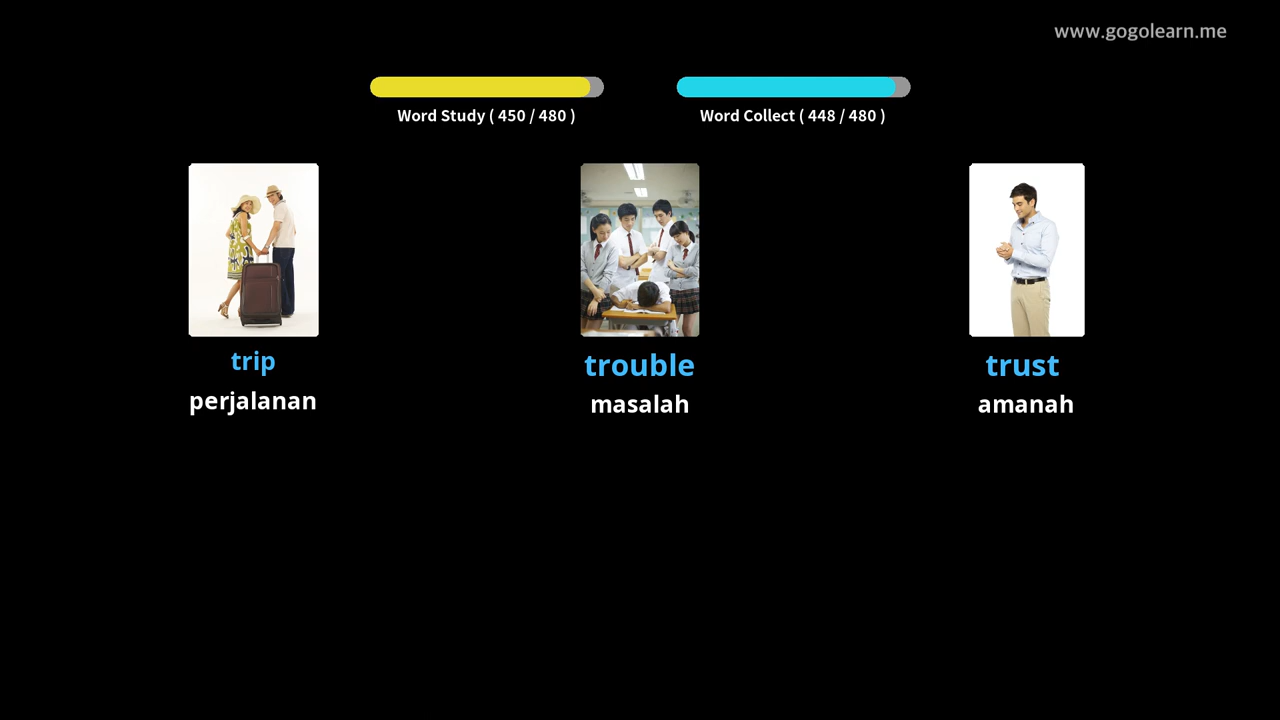 www.gogolearn.me
Word Study ( 450 / 480 )
Word Collect ( 448 / 480 )
trip
trouble
trust
perjalanan
masalah
amanah